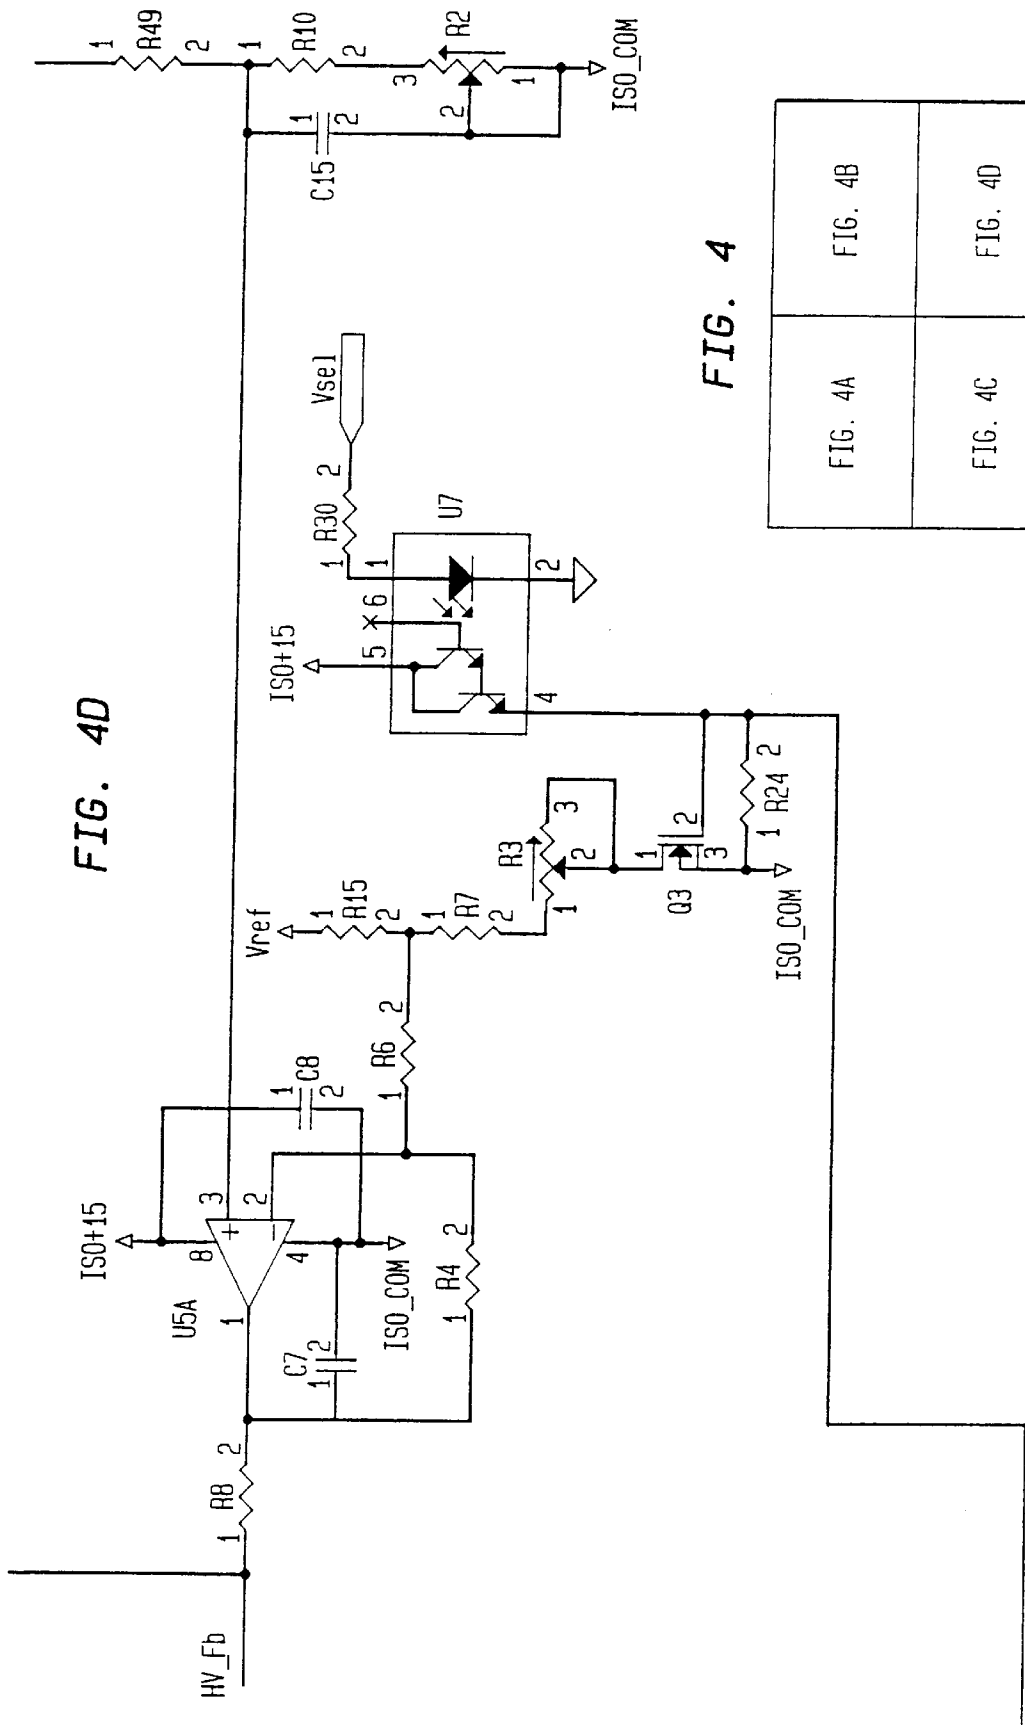 FIG. 4D
HV_Fb
1 R8 2
U5A
1
ISO+15
8
3
+
2
−
4
ISO_COM
C7
1 2
1 R4 2
C8
1
2
1 R6 2
Vref
1
R15
2
1
R7
2
R3
1
2
3
Q3
1
2
3
ISO_COM
1 R24 2
ISO+15
5
6
4
1
2
U7
1 R30 2
Vsel
C15
1
2
1
R49
2
1
R10
2
R2
3
2
1
ISO_COM
FIG. 4
FIG. 4A
FIG. 4B
FIG. 4C
FIG. 4D